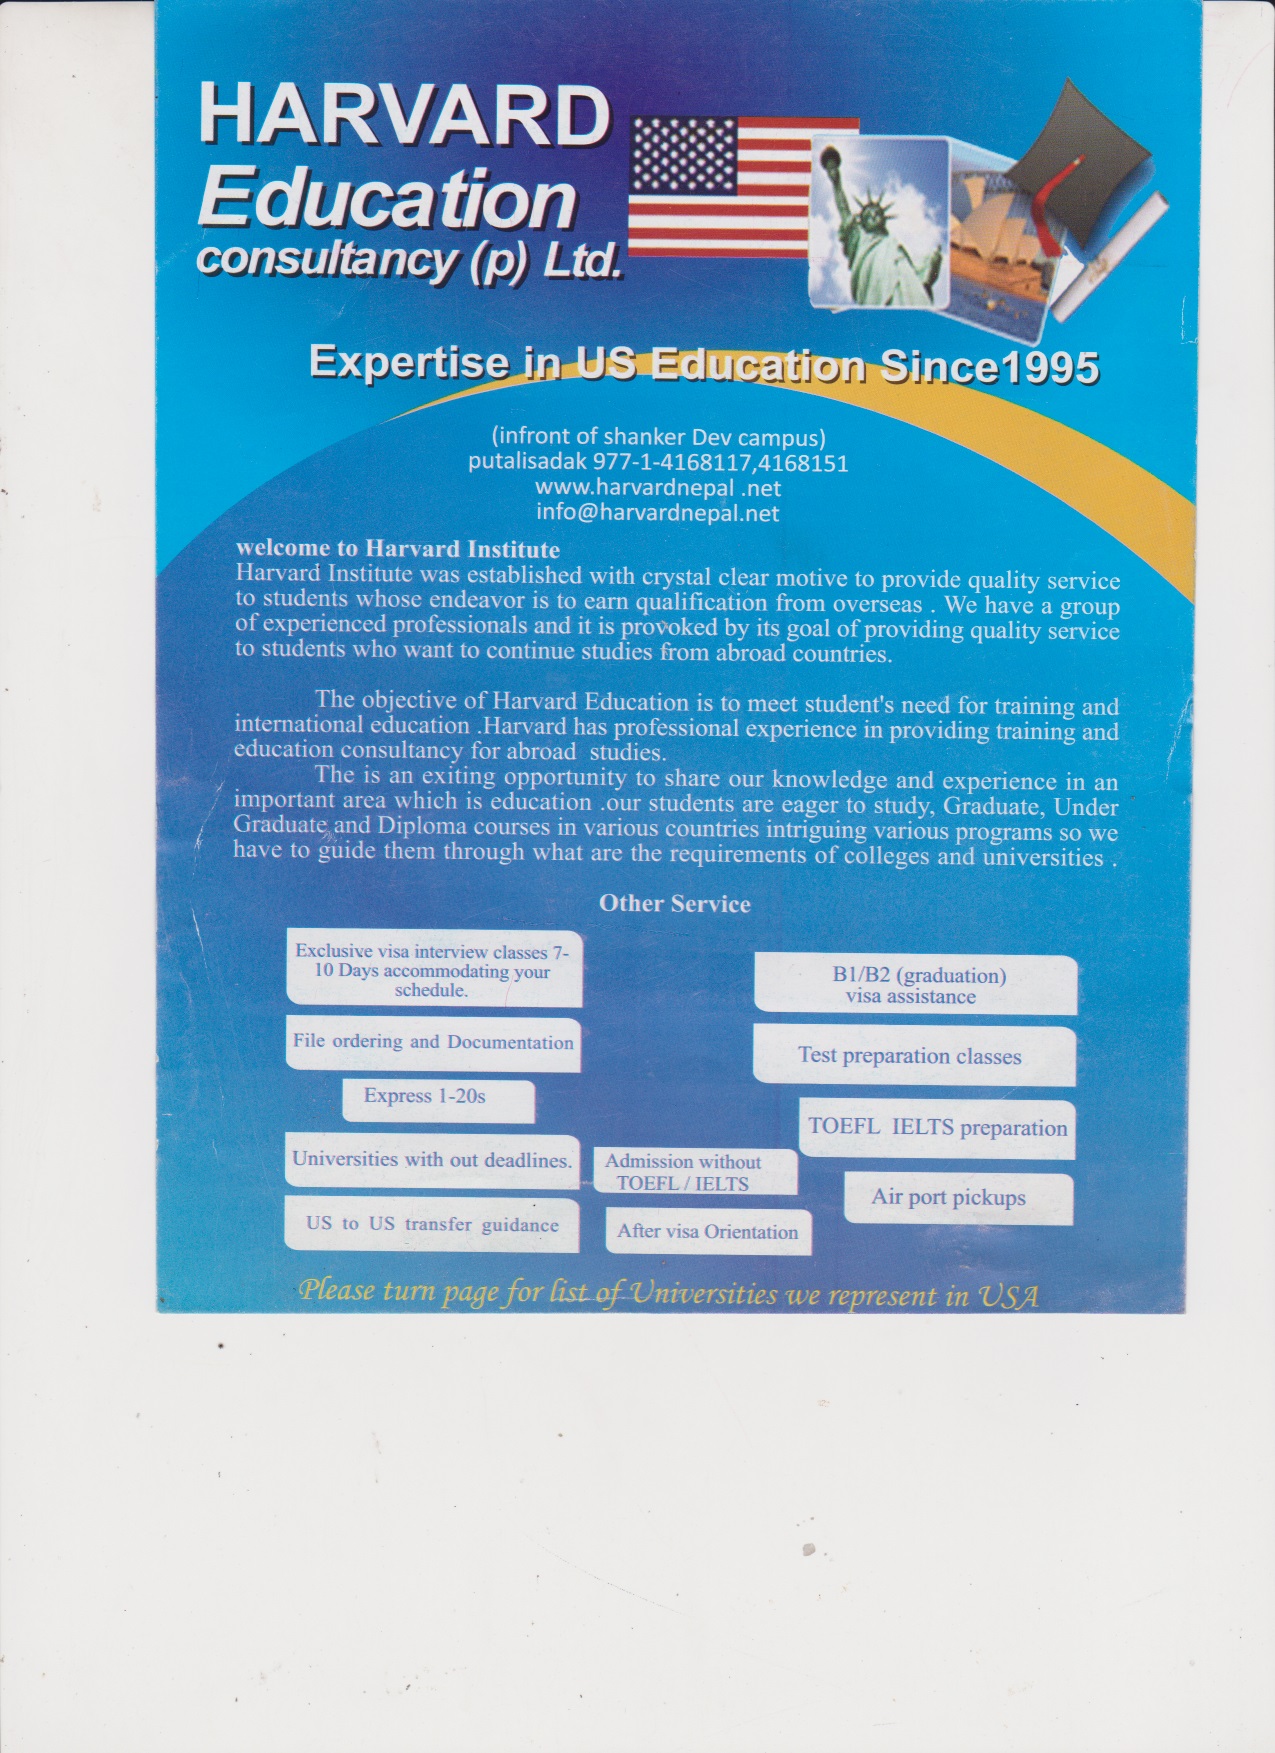 HARVARD
Education
consultancy (p) Ltd.
Expertise in US Education Since1995
(infront of shanker Dev campus)
putalisadak 977-1-4168117,4168151
www.harvardnepal .net
info@harvardnepal.net
welcome to Harvard Institute
Harvard Institute was established with crystal clear motive to provide quality service
to students whose endeavor is to earn qualification from overseas . We have a group
of experienced professionals and it is provoked by its goal of providing quality service
to students who want to continue studies from abroad countries.
The objective of Harvard Education is to meet student's need for training and
international education .Harvard has professional experience in providing training and
education consultancy for abroad studies.
The is an exiting opportunity to share our knowledge and experience in an
important area which is education .our students are eager to study, Graduate, Under
Graduate and Diploma courses in various countries intriguing various programs so we
have to guide them through what are the requirements of colleges and universities .
Other Service
Exclusive visa interview classes 7-
10 Days accommodating your
schedule.
File ordering and Documentation
Express 1-20s
Universities with out deadlines.
US to US transfer guidance
Admission without
TOEFL / IELTS
After visa Orientation
B1/B2 (graduation)
visa assistance
Test preparation classes
TOEFL IELTS preparation
Air port pickups
Please turn page for list of Universities we represent in USA